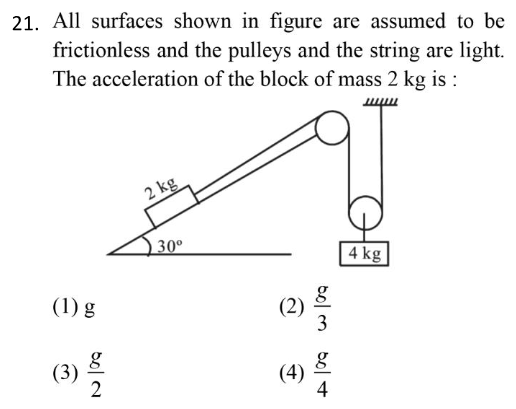 21. All surfaces shown in figure are assumed to be
frictionless and the pulleys and the string are light.
The acceleration of the block of mass 2 kg is :
2 kg
30°
4 kg
(1) g
(2) g/3
(3) g/2
(4) g/4